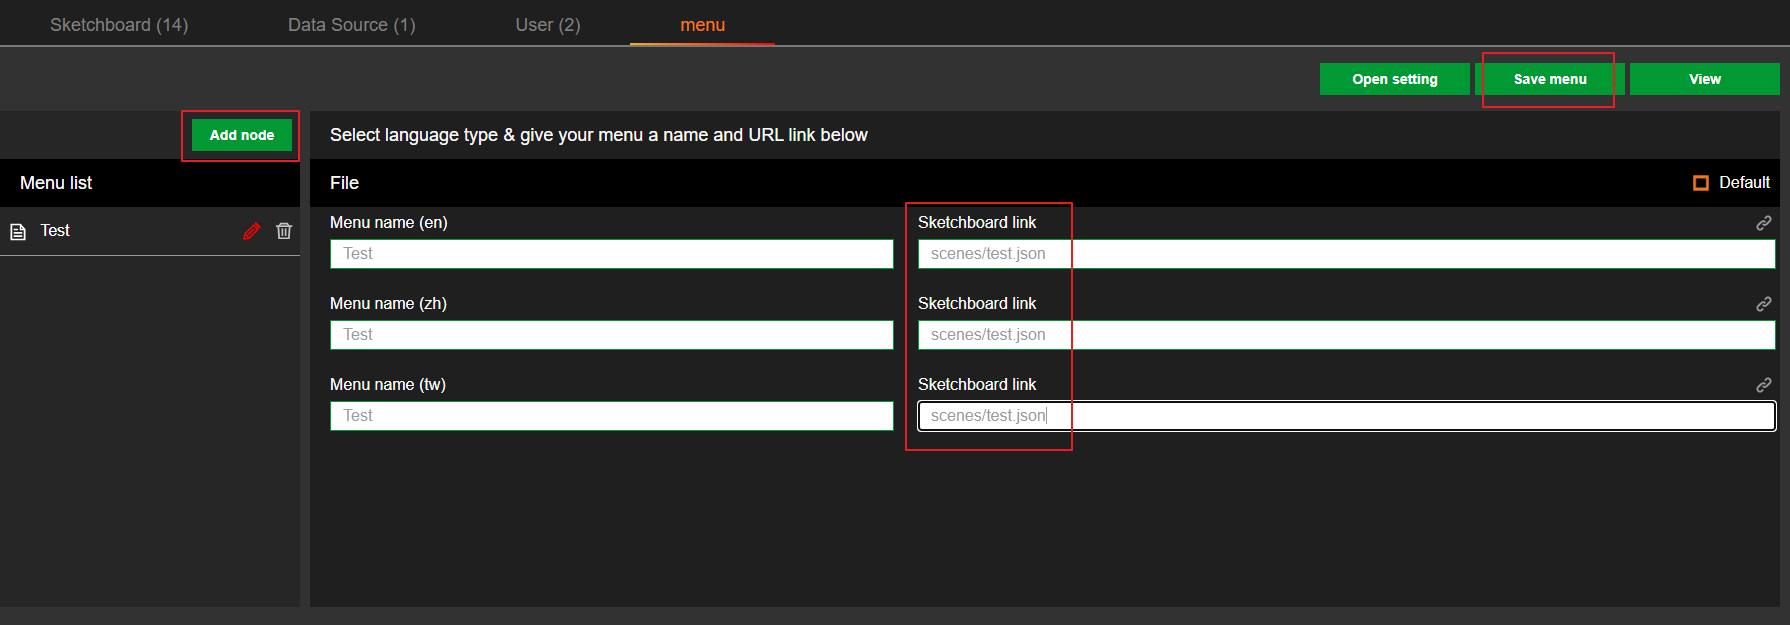 Sketchboard (14) Data Source (1) User (2) menu
Open setting Save menu View
Add node Select language type & give your menu a name and URL link below
Menu list File Default
Test
Menu name (en) Sketchboard link
Test scenes/test.json
Menu name (zh) Sketchboard link
Test scenes/test.json
Menu name (tw) Sketchboard link
Test scenes/test.json